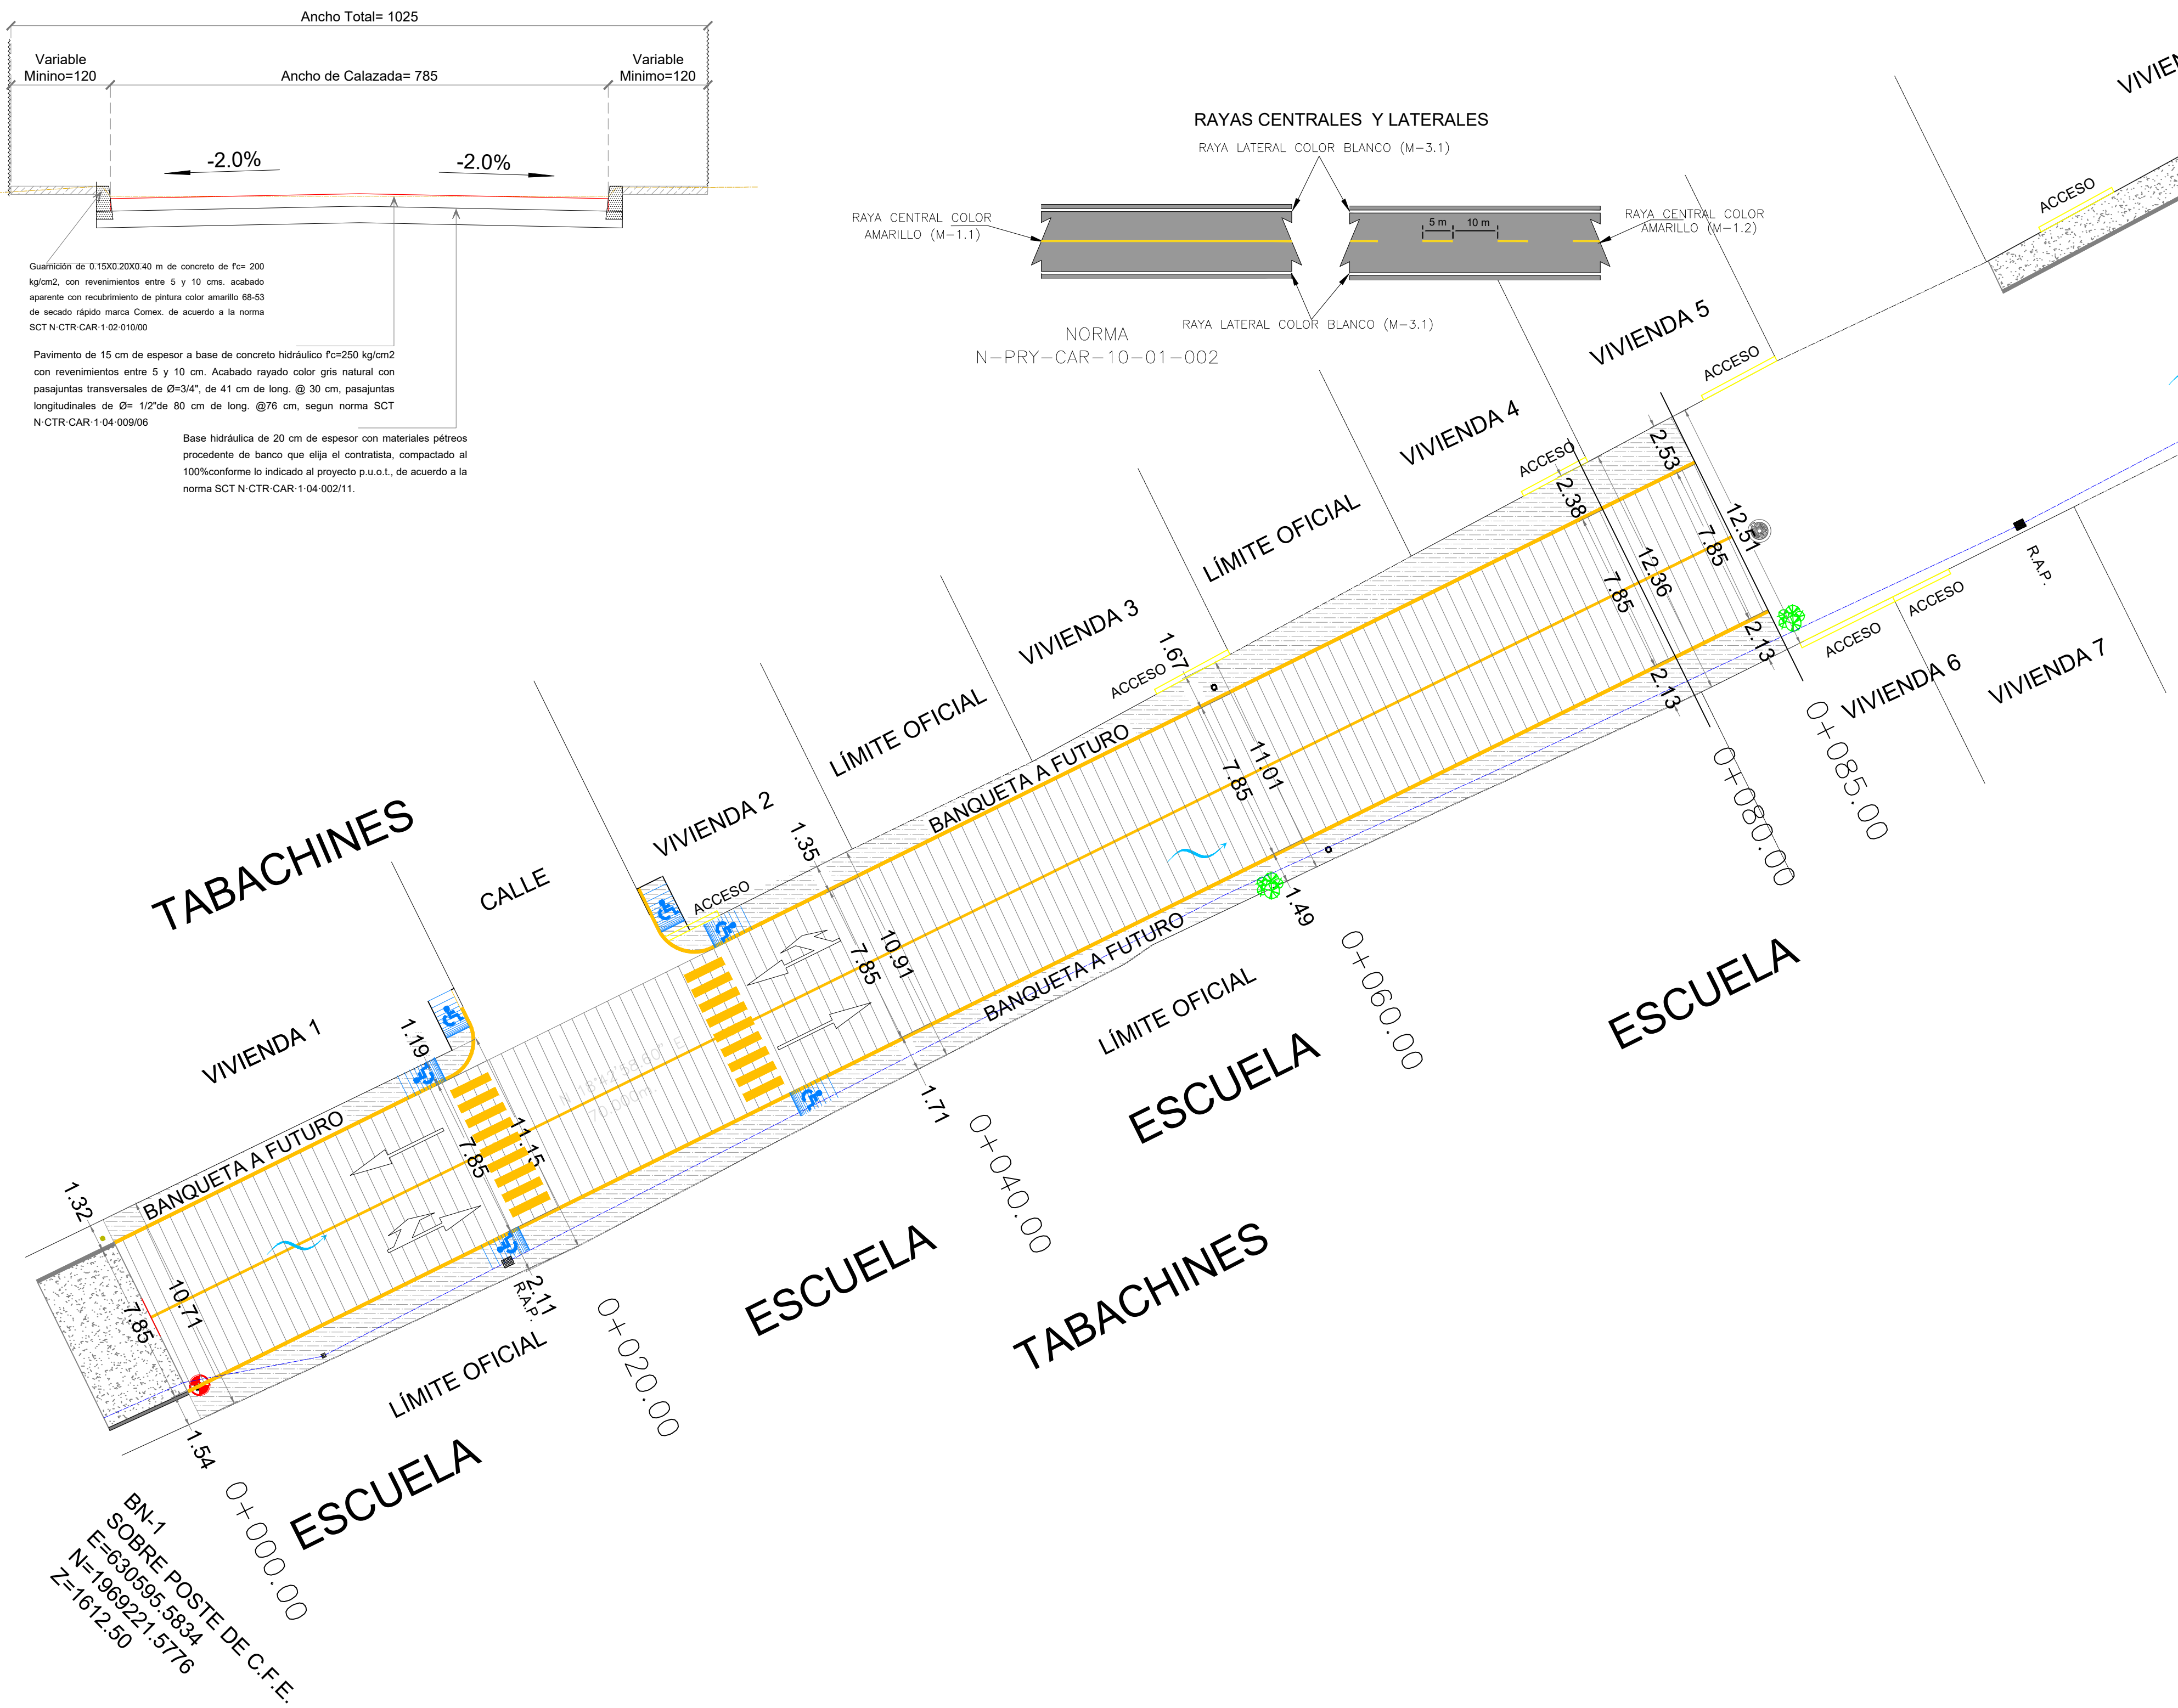 Ancho Total= 1025
Variable
Minino=120
Ancho de Calazada= 785
Variable
Minimo=120
-2.0%
-2.0%
Guarnición de 0.15X0.20X0.40 m de concreto de f'c= 200
kg/cm2, con revenimientos entre 5 y 10 cms. acabado
aparente con recubrimiento de pintura color amarillo 68-53
de secado rápido marca Comex. de acuerdo a la norma
SCT N·CTR·CAR·1·02·010/00
Pavimento de 15 cm de espesor a base de concreto hidráulico f'c=250 kg/cm2
con revenimientos entre 5 y 10 cm. Acabado rayado color gris natural con
pasajuntas transversales de Ø=3/4", de 41 cm de long. @ 30 cm, pasajuntas
longitudinales de Ø= 1/2"de 80 cm de long. @76 cm, segun norma SCT
N·CTR·CAR·1·04·009/06
Base hidráulica de 20 cm de espesor con materiales pétreos
procedente de banco que elija el contratista, compactado al
100%conforme lo indicado al proyecto p.u.o.t., de acuerdo a la
norma SCT N·CTR·CAR·1·04·002/11.
RAYAS CENTRALES Y LATERALES
RAYA LATERAL COLOR BLANCO (M-3.1)
RAYA CENTRAL COLOR
AMARILLO (M-1.1)
5 m
10 m
RAYA CENTRAL COLOR
AMARILLO (M-1.2)
RAYA LATERAL COLOR BLANCO (M-3.1)
NORMA
N-PRY-CAR-10-01-002
ACCESO
VIVIENDA 5
ACCESO
VIVIENDA 4
ACCESO
2.53
2.38
12.51
7.85
12.36
7.85
2.13
2.13
R.A.P.
ACCESO
ACCESO
VIVIENDA 6
VIVIENDA 7
0+085.00
0+080.00
LÍMITE OFICIAL
VIVIENDA 3
1.67
ACCESO
11.01
7.85
1.49
0+060.00
LÍMITE OFICIAL
BANQUETA A FUTURO
VIVIENDA 2
1.35
ACCESO
10.91
7.85
BANQUETA A FUTURO
1.71
0+040.00
LÍMITE OFICIAL
ESCUELA
ESCUELA
TABACHINES
CALLE
VIVIENDA 1
1.19
11.15
7.85
2.11
R.A.P.
0+020.00
70.000m.
BANQUETA A FUTURO
1.32
10.71
7.85
1.54
LÍMITE OFICIAL
0+000.00
ESCUELA
ESCUELA
TABACHINES
BN-1
SOBRE POSTE DE C.F.E.
E=630595.5834
N=1969221.5776
Z=1612.50